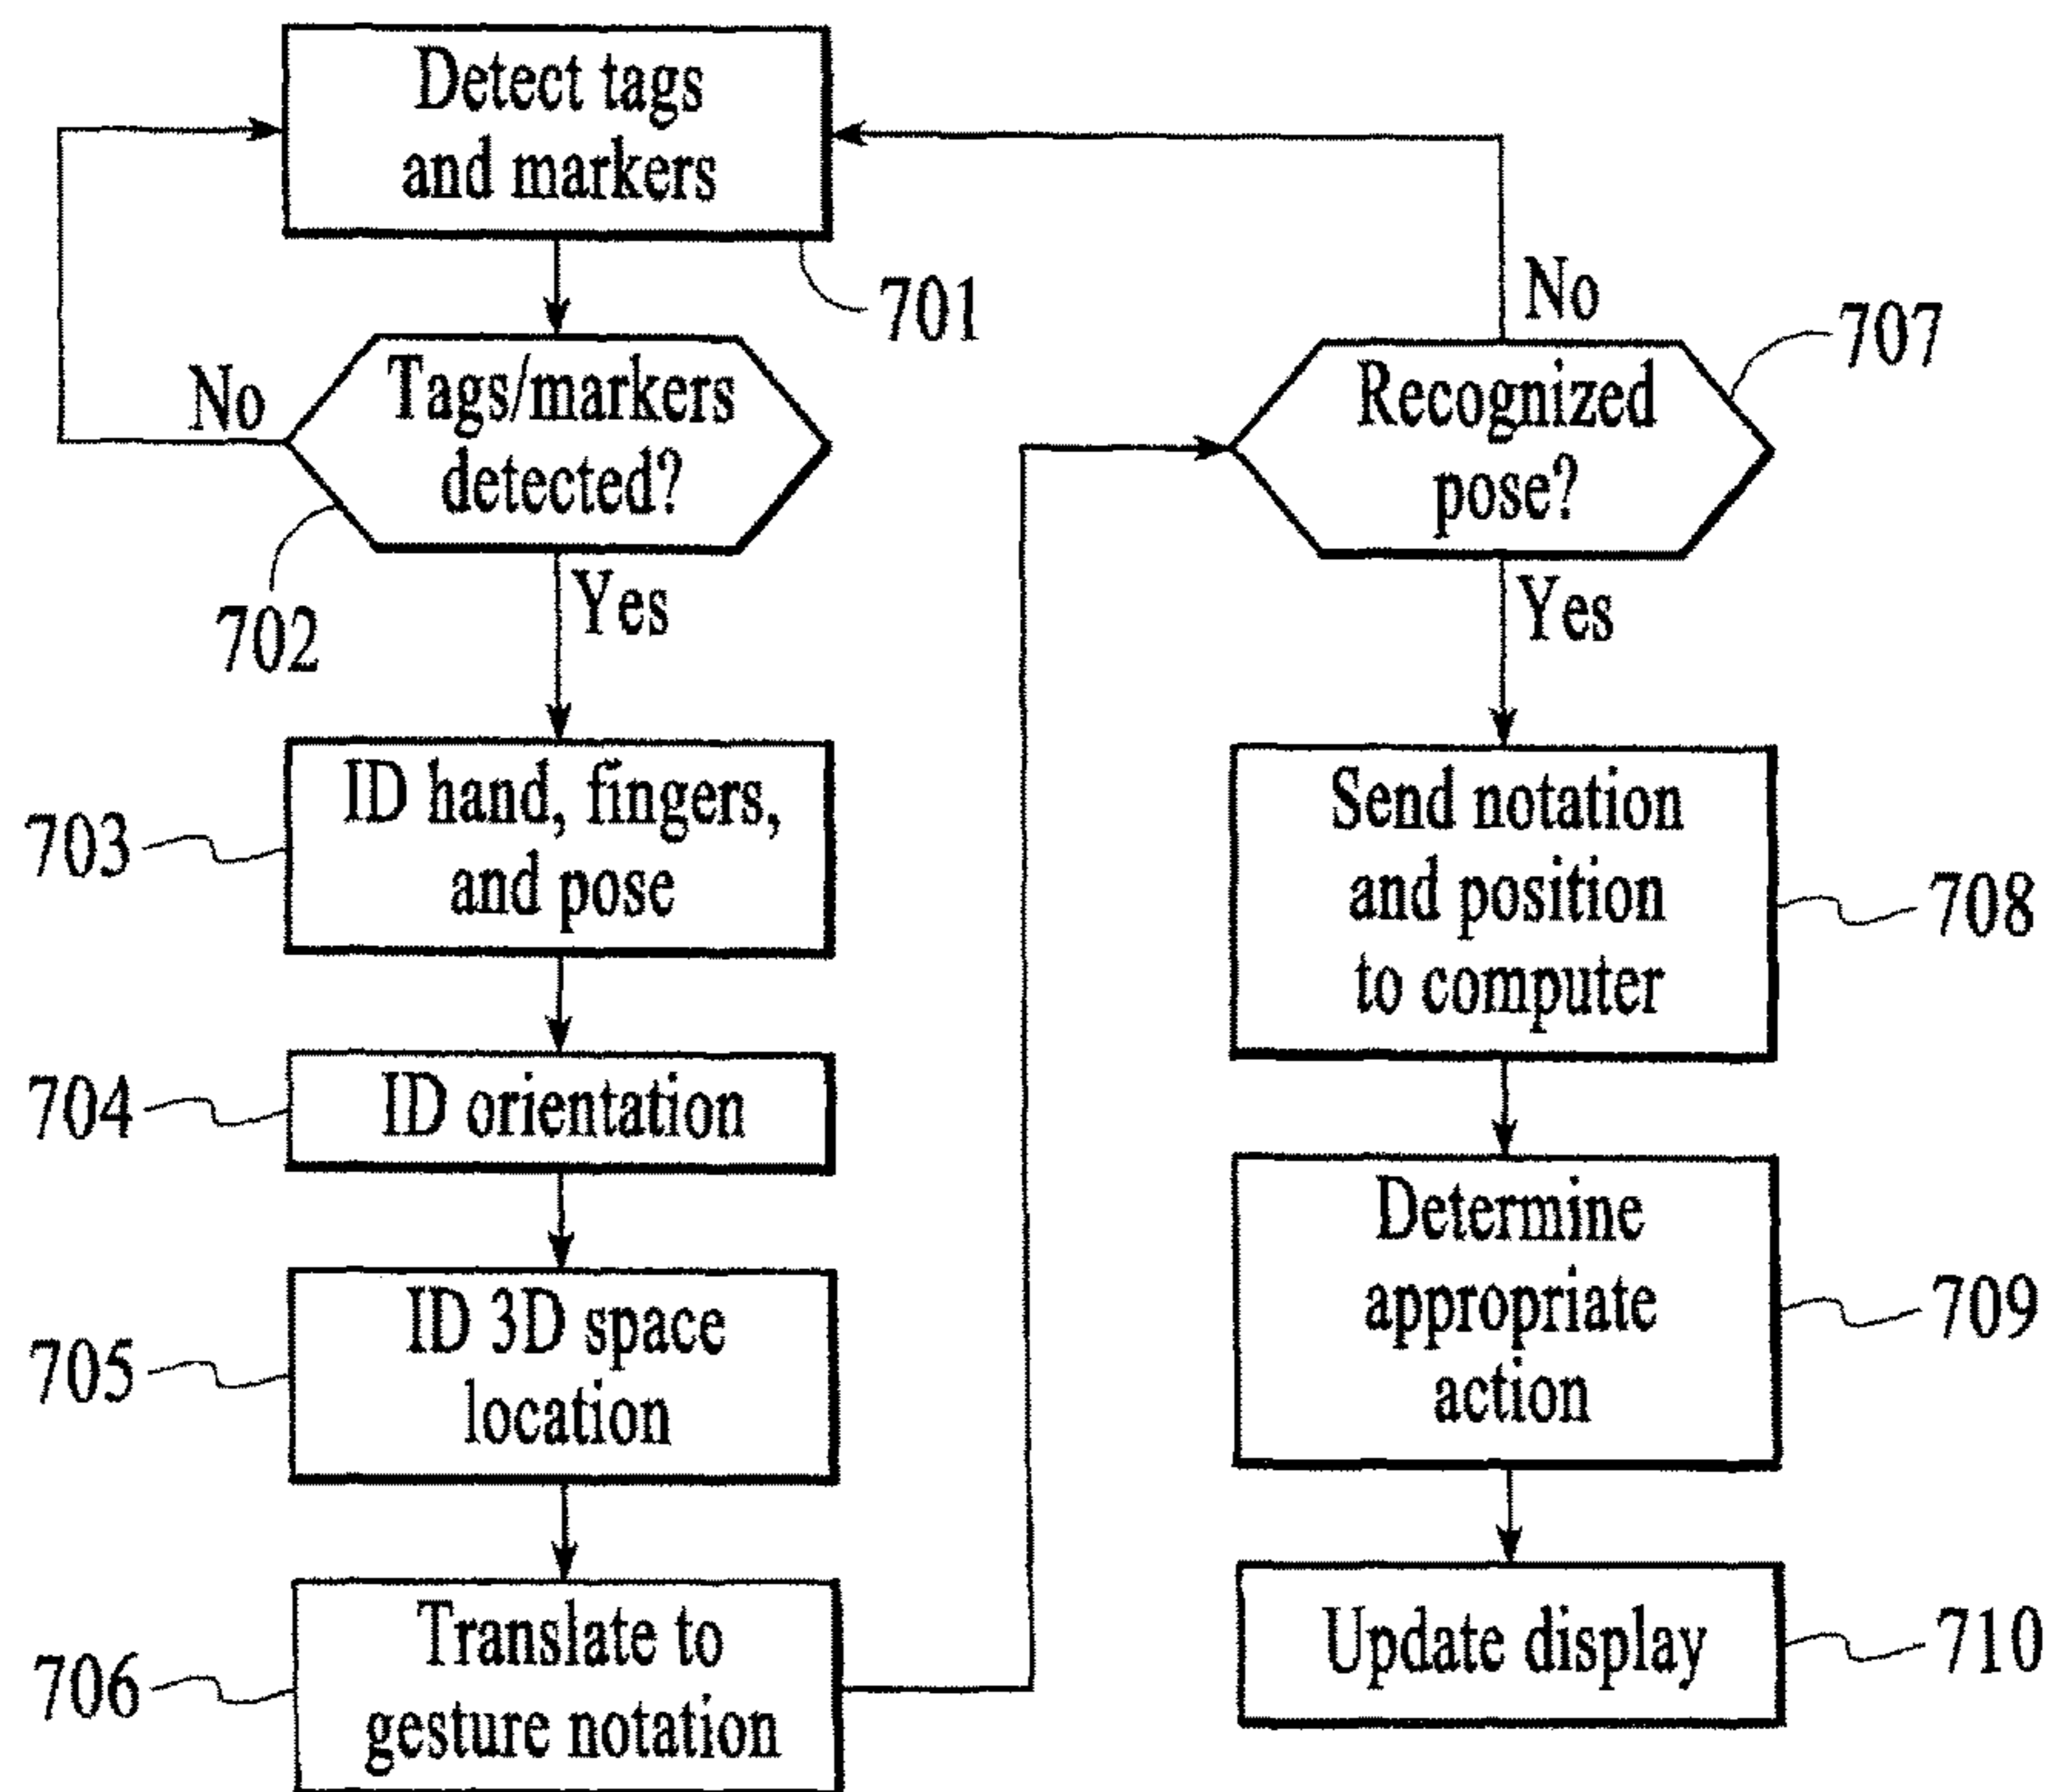 Detect tags
and markers
701
No
Tags/markers
detected?
702
Yes
703
ID hand, fingers,
and pose
704
ID orientation
705
ID 3D space
location
706
Translate to
gesture notation
No
707
Recognized
pose?
Yes
Send notation
and position
to computer
708
Determine
appropriate
action
709
Update display
710